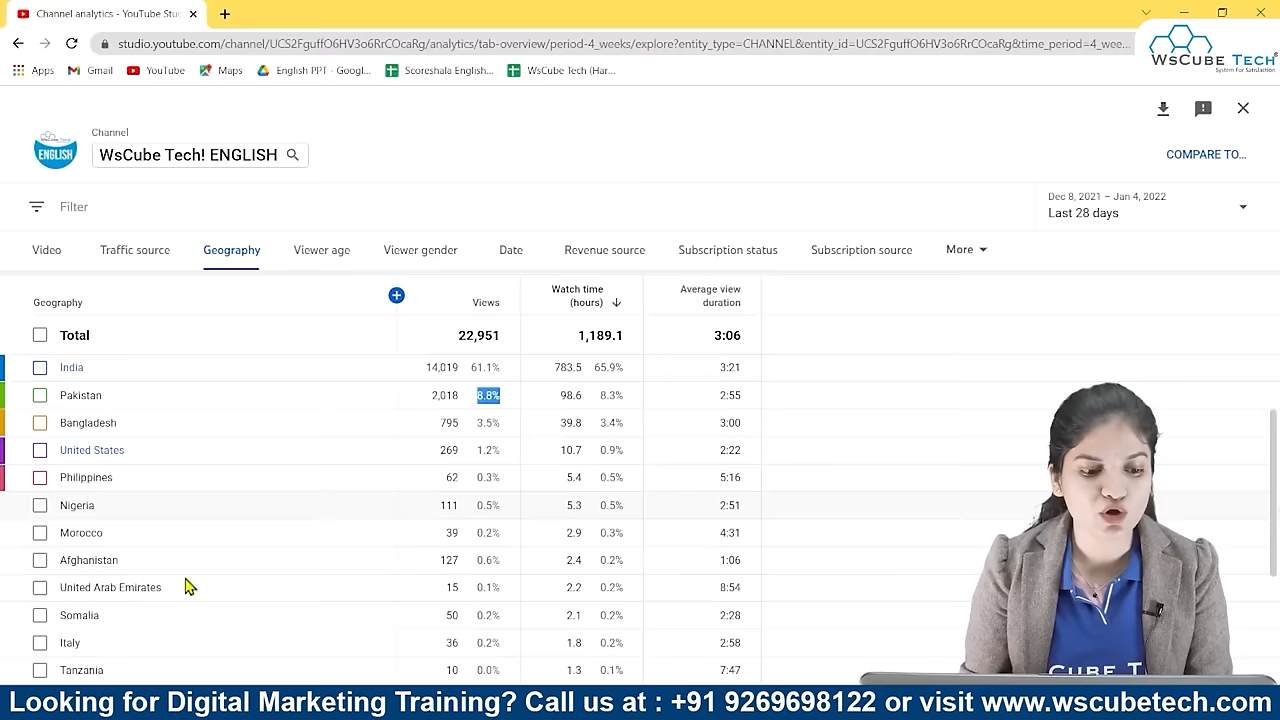 Channel analytics - YouTube Stu
studio.youtube.com/channel/UCS2FguffO6HV3o6RrCOcaRg/analytics/tab-overview/period-4_weeks/explore?entity_type=CHANNEL&entity_id=UCS2FguffO6HV3o6RrCOcaRg&time_period=4_wee...
WsCube Tech
System For Satisfaction
Apps Gmail YouTube Maps English PPT - Googl... Scoreshala English... WsCube Tech (Har...
Channel
ENGLISH
WsCube Tech! ENGLISH
COMPARE TO...
Filter
Dec 8, 2021 – Jan 4, 2022
Last 28 days
Video Traffic source Geography Viewer age Viewer gender Date Revenue source Subscription status Subscription source More
Geography Views Watch time (hours) Average view duration
Total 22,951 1,189.1 3:06
India 14,019 61.1% 783.5 65.9% 3:21
Pakistan 2,018 8.8% 98.6 8.3% 2:55
Bangladesh 795 3.5% 39.8 3.4% 3:00
United States 269 1.2% 10.7 0.9% 2:22
Philippines 62 0.3% 5.4 0.5% 5:16
Nigeria 111 0.5% 5.3 0.5% 2:51
Morocco 39 0.2% 2.9 0.3% 4:31
Afghanistan 127 0.6% 2.4 0.2% 1:06
United Arab Emirates 15 0.1% 2.2 0.2% 8:54
Somalia 50 0.2% 2.1 0.2% 2:28
Italy 36 0.2% 1.8 0.2% 2:58
Tanzania 10 0.0% 1.3 0.1% 7:47
CUBE T
Looking for Digital Marketing Training? Call us at : +91 9269698122 or visit www.wscubetech.com